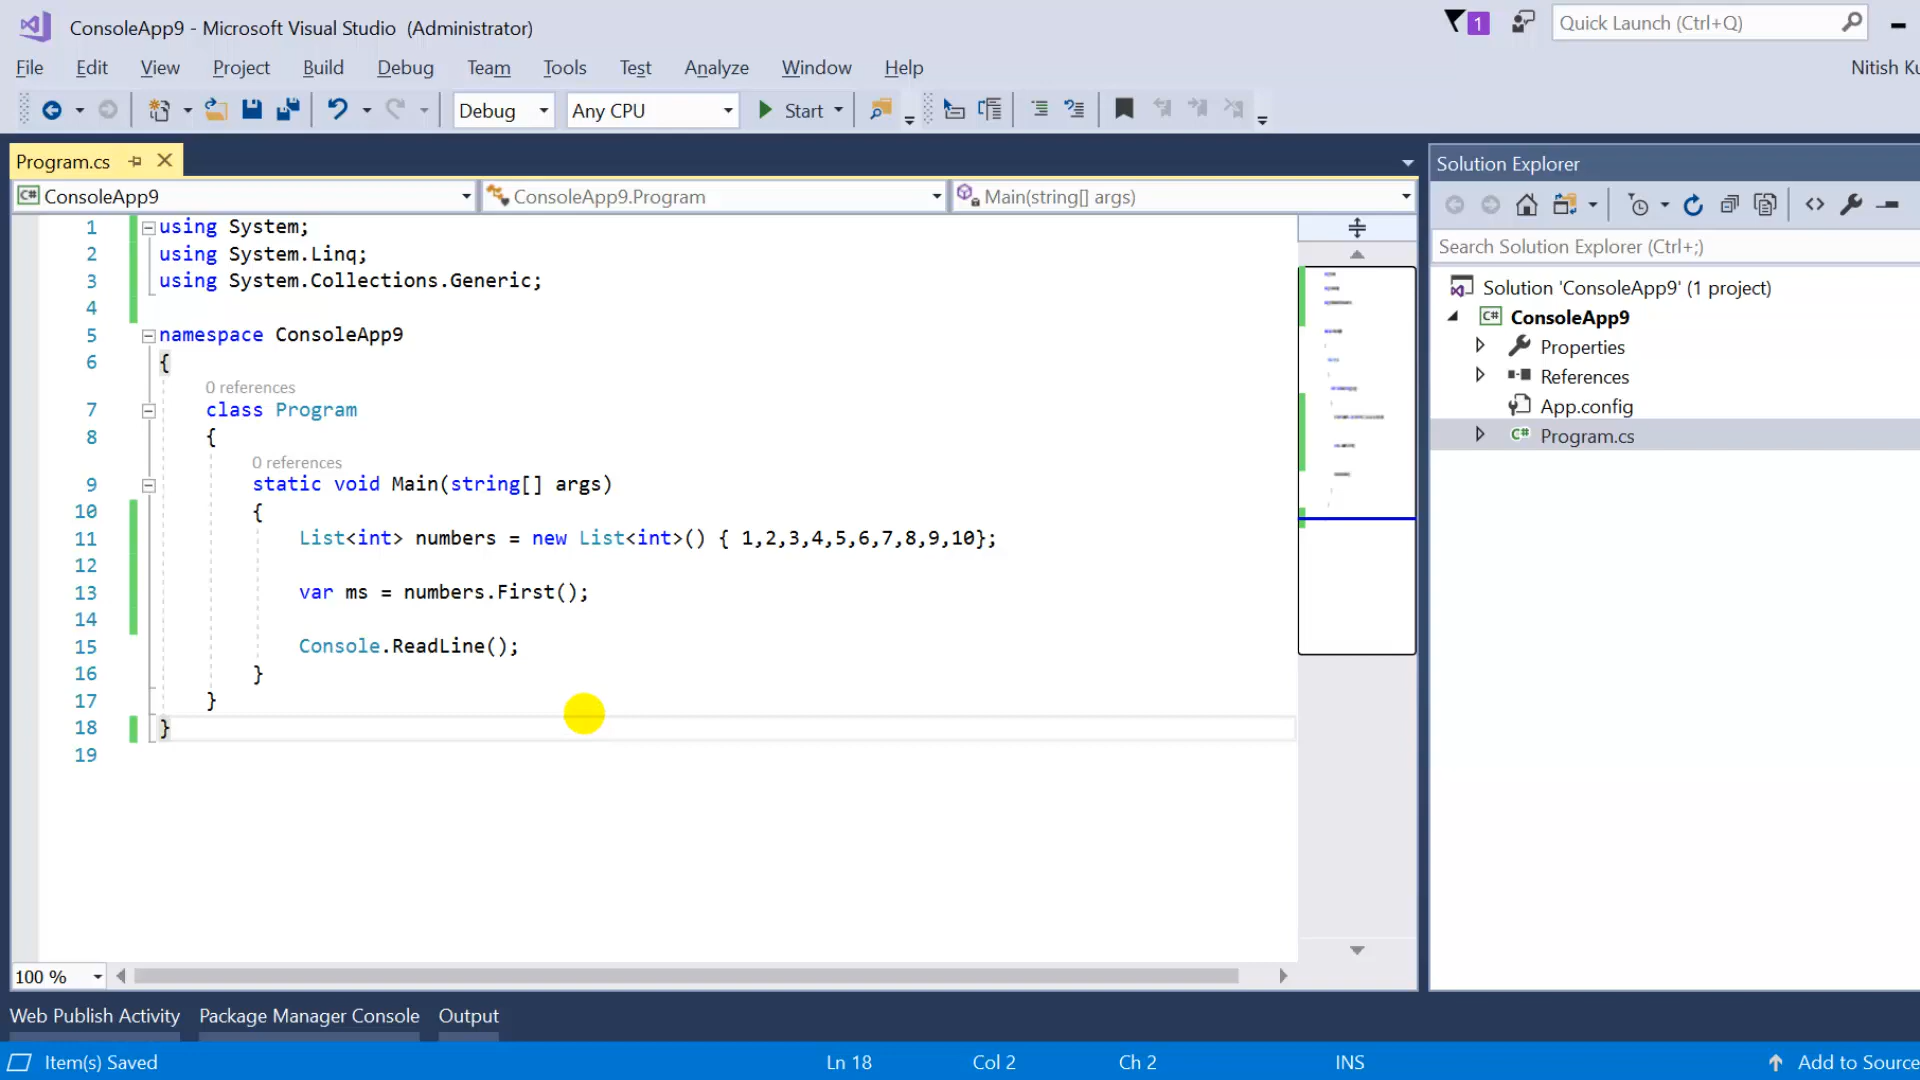 ConsoleApp9 - Microsoft Visual Studio (Administrator)
1
Quick Launch (Ctrl+Q)
File Edit View Project Build Debug Team Tools Test Analyze Window Help
Nitish Ku
Debug Any CPU Start
Program.cs
ConsoleApp9 ConsoleApp9.Program Main(string[] args)
1 using System;
2 using System.Linq;
3 using System.Collections.Generic;
4
5 namespace ConsoleApp9
6 {
0 references
7 class Program
8 {
0 references
9 static void Main(string[] args)
10 {
11 List<int> numbers = new List<int>() { 1,2,3,4,5,6,7,8,9,10};
12
13 var ms = numbers.First();
14
15 Console.ReadLine();
16 }
17 }
18 }
19
100 %
Solution Explorer
Search Solution Explorer (Ctrl+;)
Solution 'ConsoleApp9' (1 project)
C# ConsoleApp9
Properties
References
App.config
C# Program.cs
Web Publish Activity Package Manager Console Output
Item(s) Saved Ln 18 Col 2 Ch 2 INS Add to Source